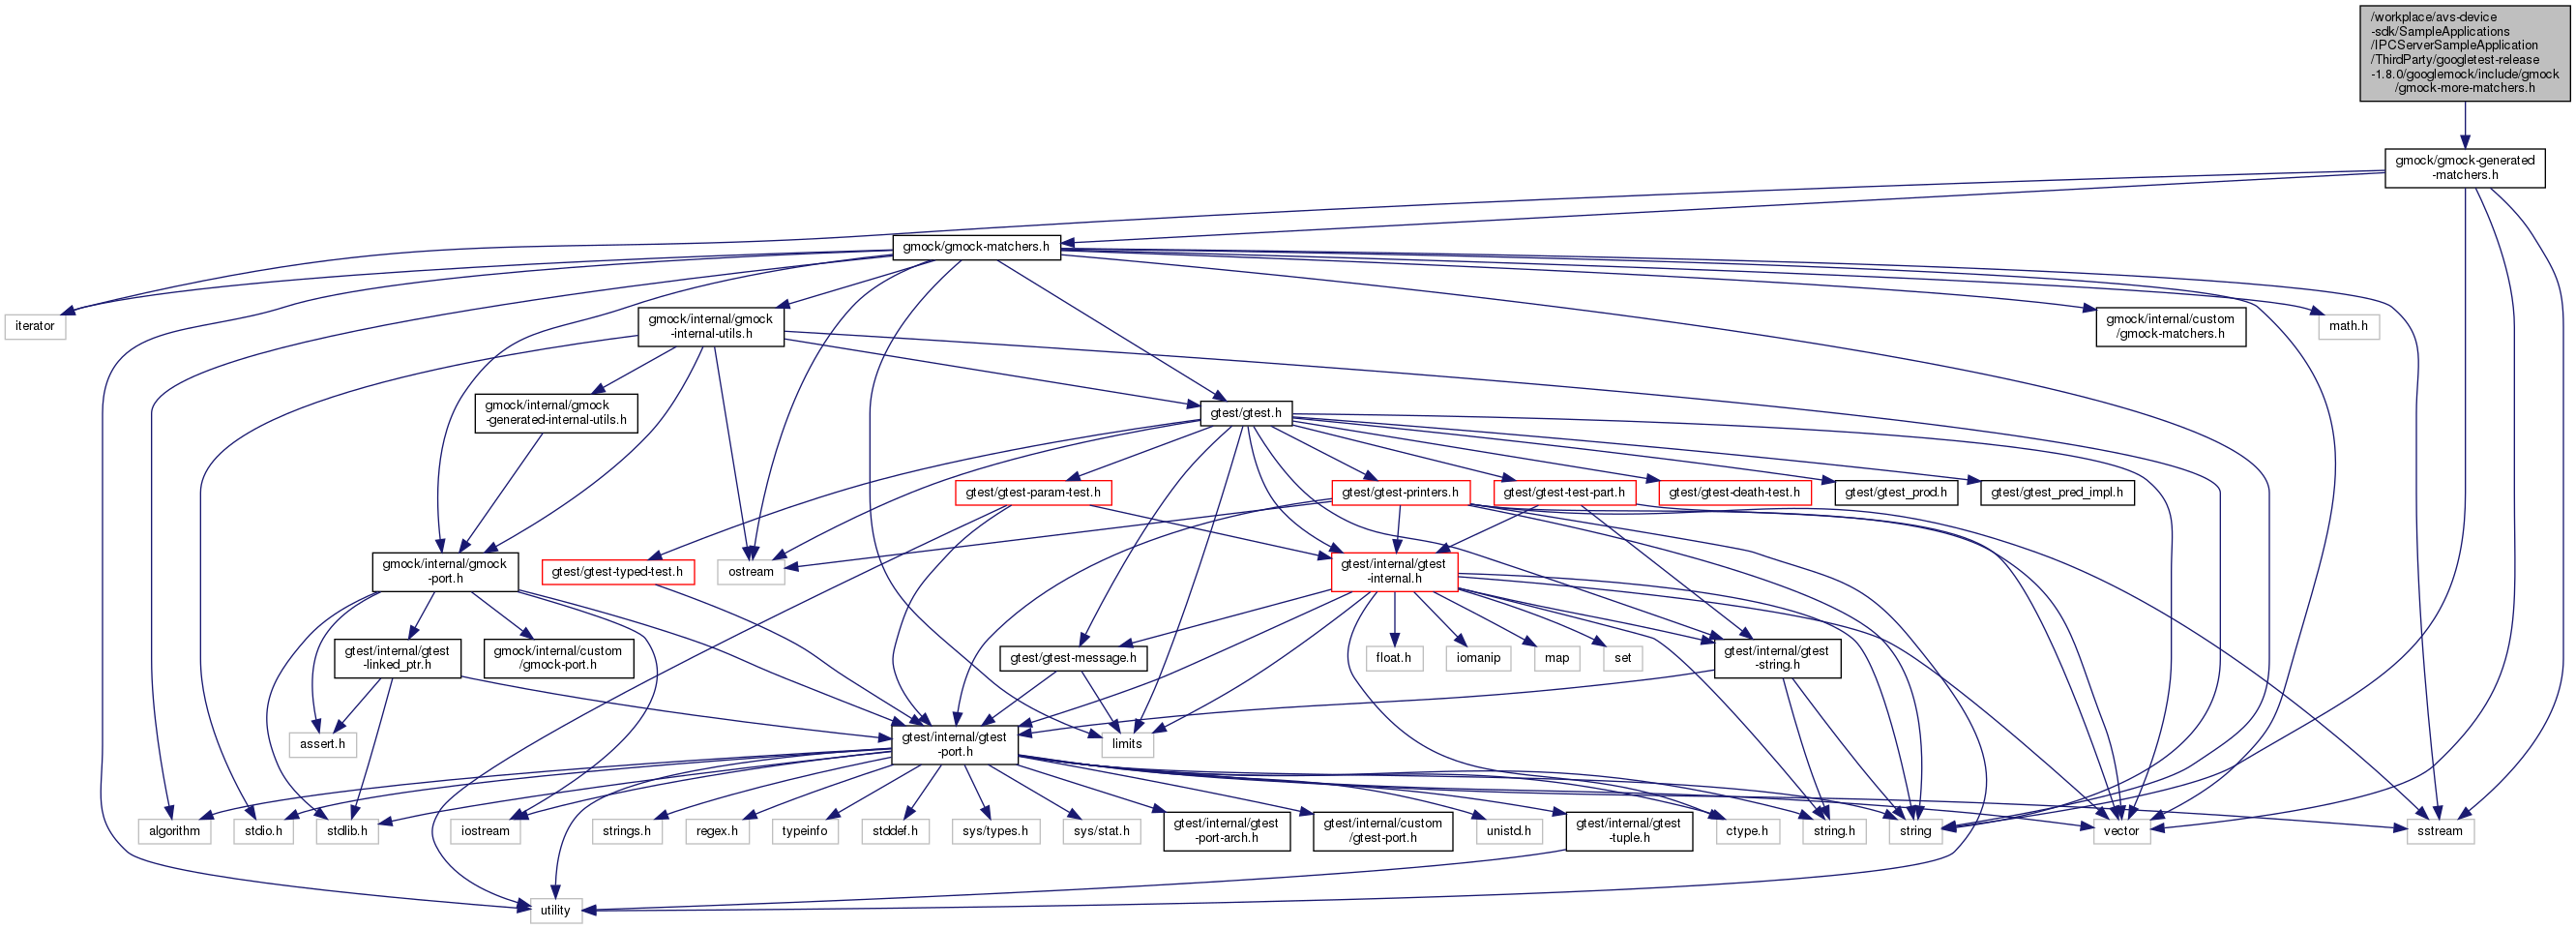 /workplace/avs-device
-sdk/SampleApplications
/IPCServerSampleApplication
/ThirdParty/googletest-release
-1.8.0/googlemock/include/gmock
/gmock-more-matchers.h
gmock/gmock-generated
-matchers.h
gmock/gmock-matchers.h
iterator
gmock/internal/gmock
-internal-utils.h
gmock/internal/custom
/gmock-matchers.h
math.h
gmock/internal/gmock
-generated-internal-utils.h
gtest/gtest.h
gtest/gtest-param-test.h
gtest/gtest-printers.h
gtest/gtest-test-part.h
gtest/gtest-death-test.h
gtest/gtest_prod.h
gtest/gtest_pred_impl.h
gmock/internal/gmock
-port.h
gtest/gtest-typed-test.h
ostream
gtest/internal/gtest
-internal.h
gtest/internal/gtest
-linked_ptr.h
gmock/internal/custom
/gmock-port.h
gtest/gtest-message.h
float.h
iomanip
map
set
gtest/internal/gtest
-string.h
assert.h
gtest/internal/gtest
-port.h
limits
algorithm
stdio.h
stdlib.h
iostream
strings.h
regex.h
typeinfo
stddef.h
sys/types.h
sys/stat.h
gtest/internal/gtest
-port-arch.h
gtest/internal/custom
/gtest-port.h
unistd.h
gtest/internal/gtest
-tuple.h
ctype.h
string.h
string
vector
sstream
utility